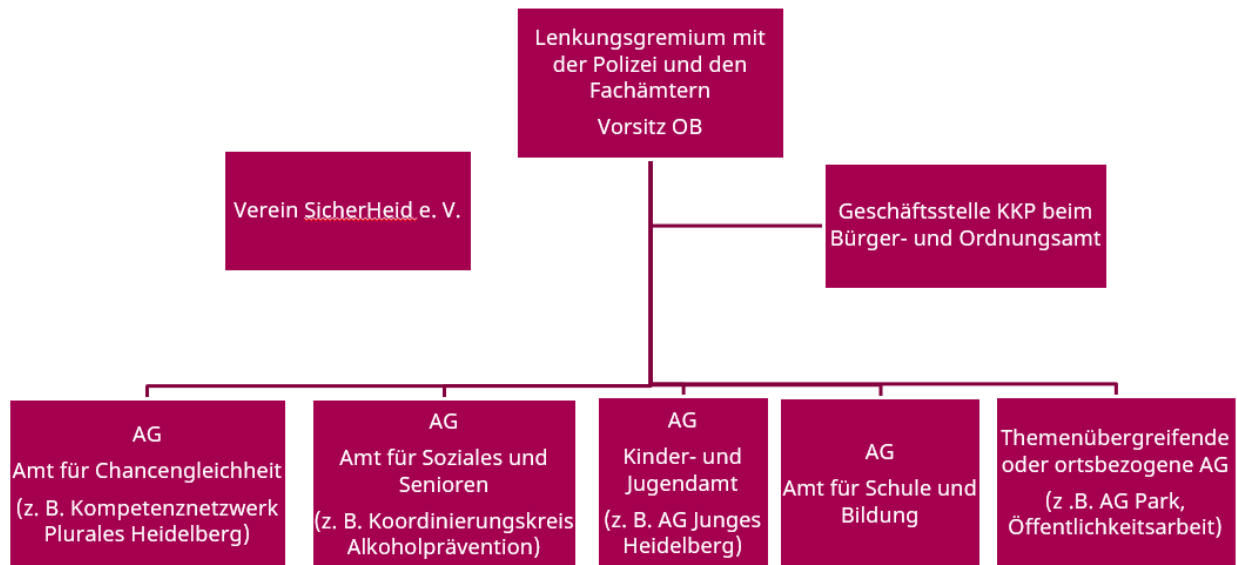 Lenkungsgremium mit
der Polizei und den
Fachämtern
Vorsitz OB
Verein SicherHeid e. V.
Geschäftsstelle KKP beim
Bürger- und Ordnungsamt
AG
Amt für Chancengleichheit
(z. B. Kompetenznetzwerk
Plurales Heidelberg)
AG
Amt für Soziales und
Senioren
(z. B. Koordinierungskreis
Alkoholprävention)
AG
Kinder- und
Jugendamt
(z. B. AG Junges
Heidelberg)
AG
Amt für Schule und
Bildung
Themenübergreifende
oder ortsbezogene AG
(z .B. AG Park,
Öffentlichkeitsarbeit)